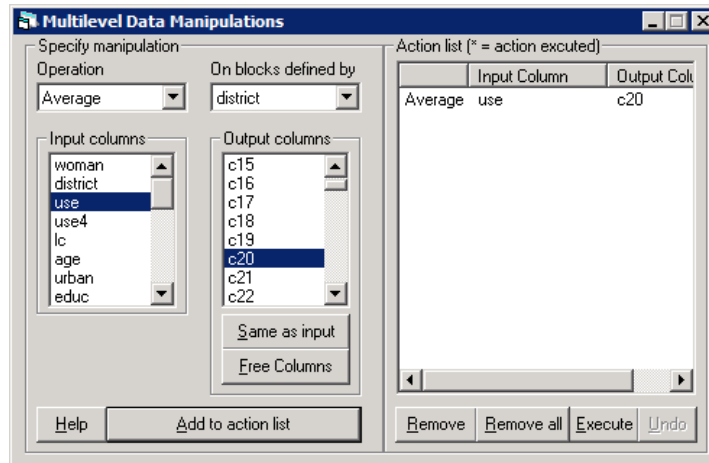 Multilevel Data Manipulations
Specify manipulation
Operation
On blocks defined by
Average
district
Input columns
woman
district
use
use4
lc
age
urban
educ
Output columns
c15
c16
c17
c18
c19
c20
c21
c22
Same as input
Free Columns
Help
Add to action list
Action list (* = action excuted)
Input Column
Output Colu
Average use c20
Remove
Remove all
Execute
Undo